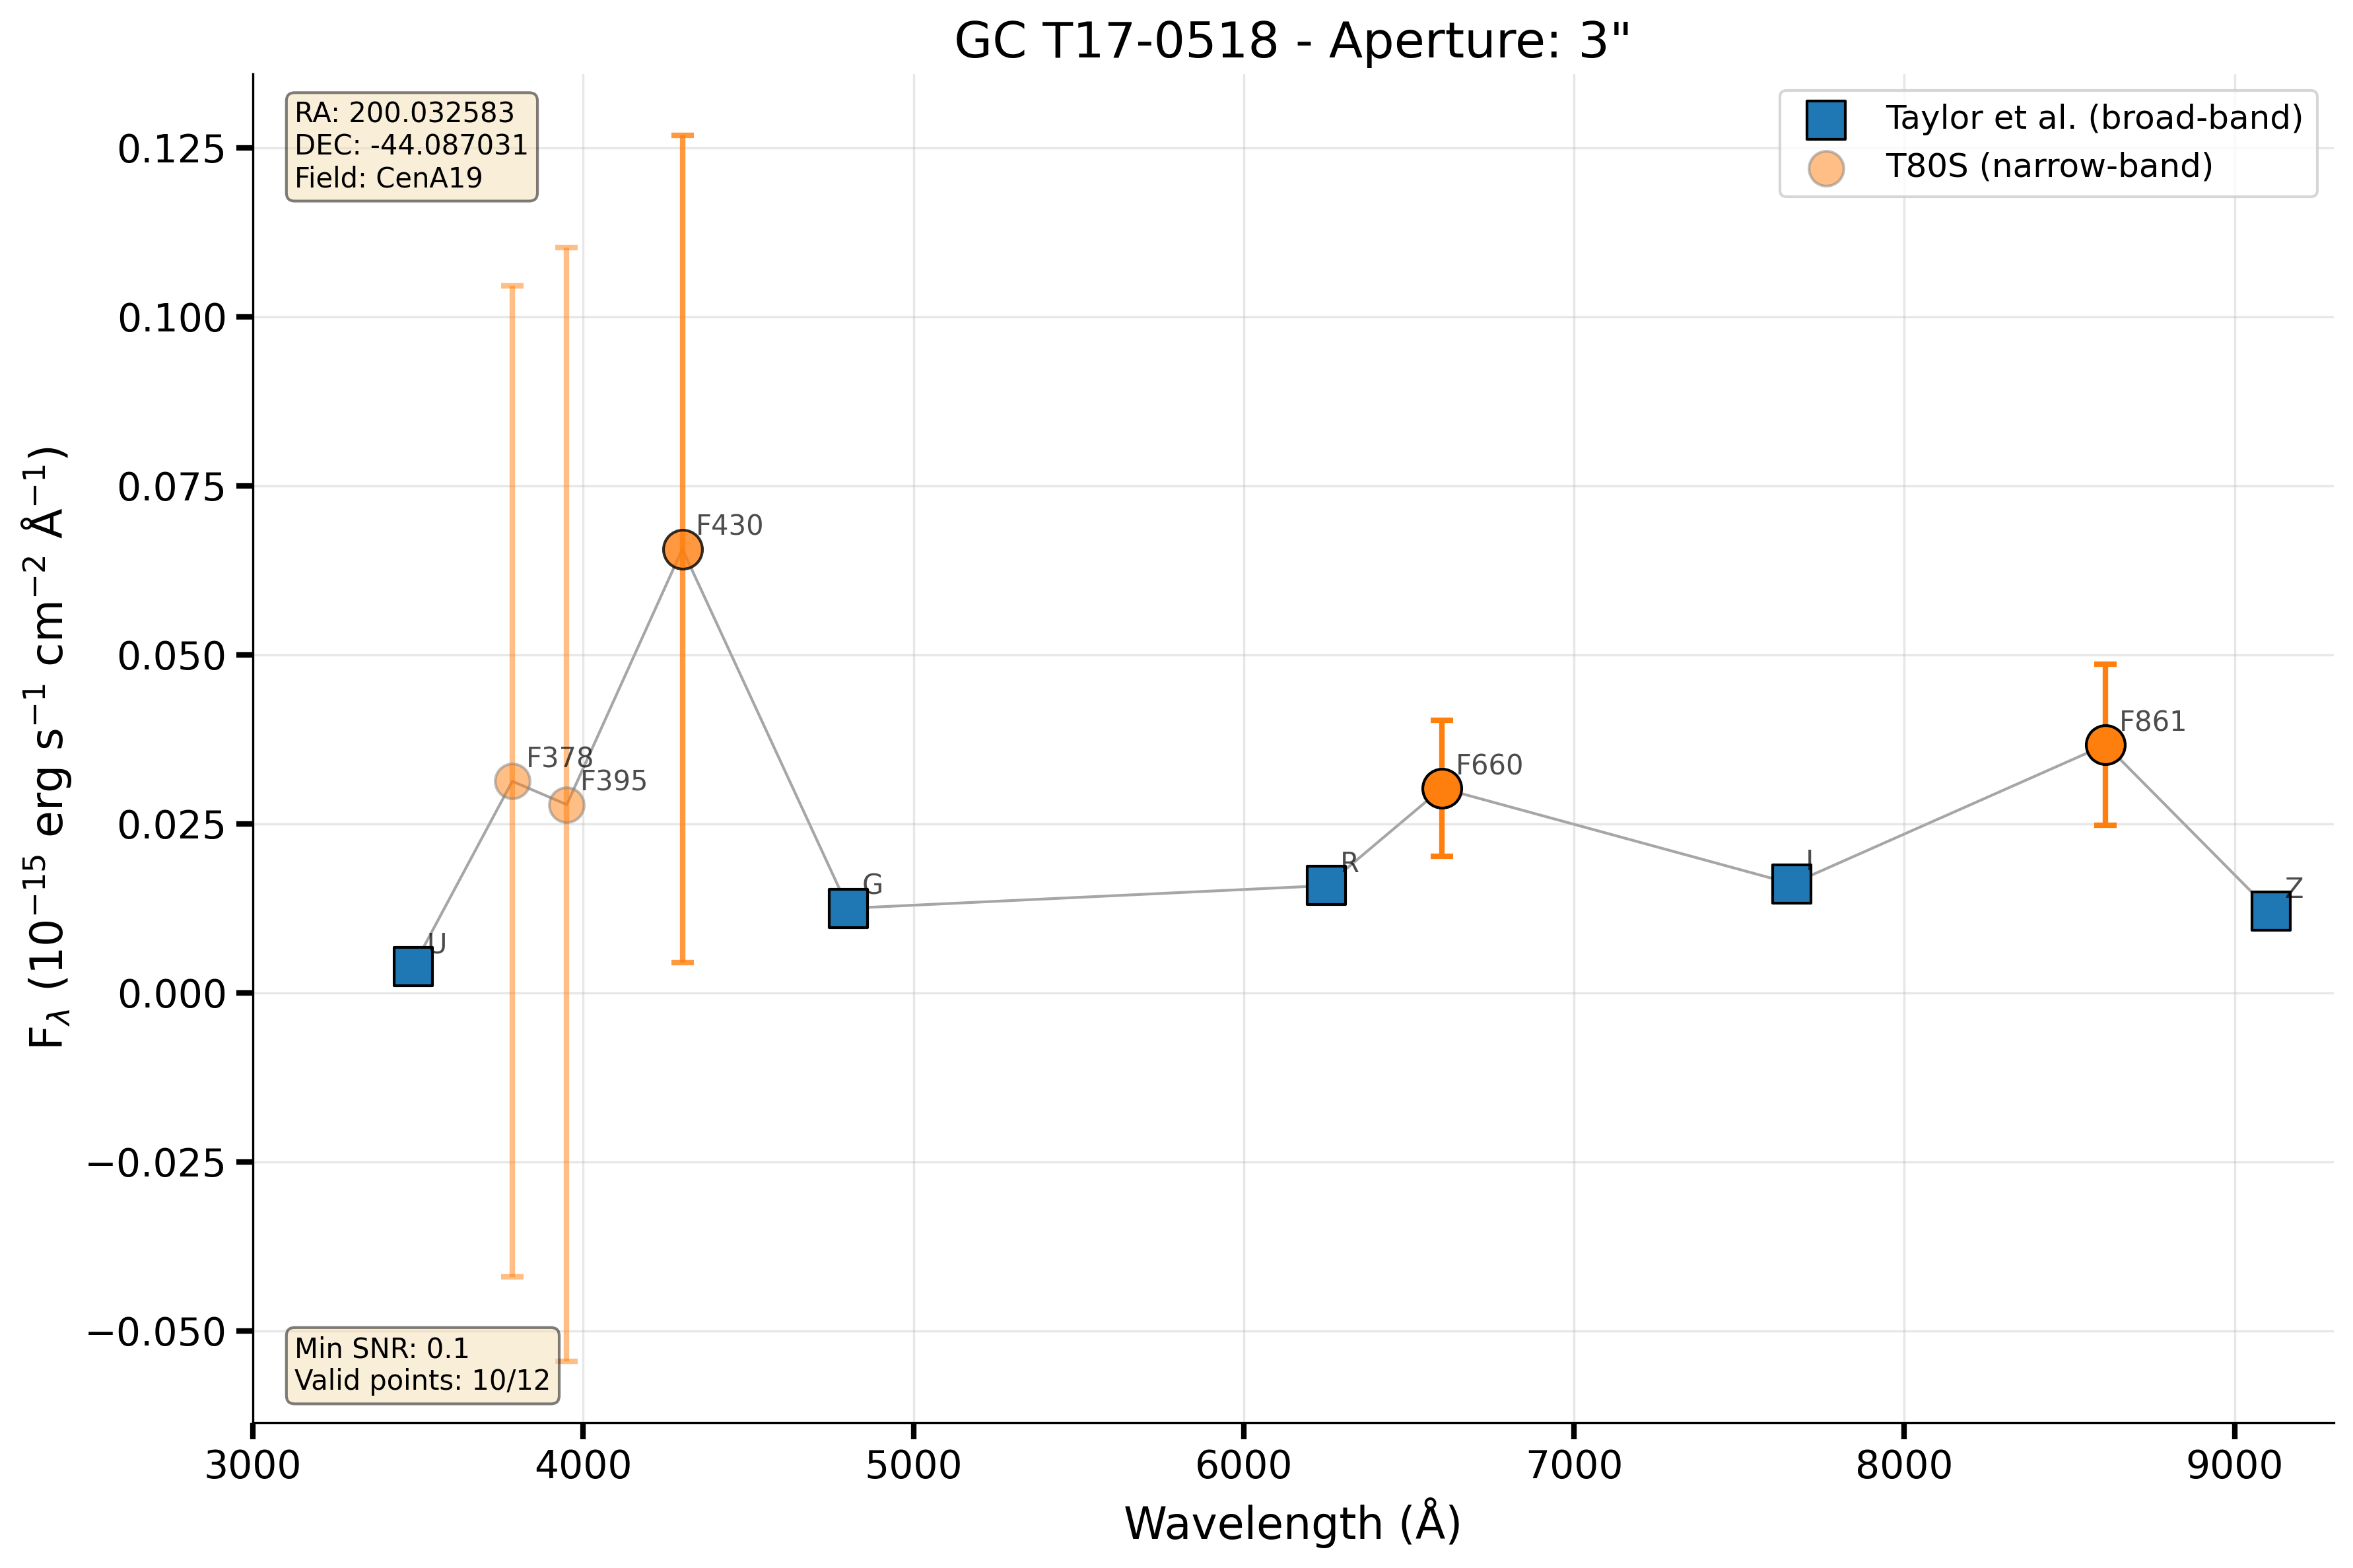 GC T17-0518 - Aperture: 3"
RA: 200.032583
DEC: -44.087031
Field: CenA19
Taylor et al. (broad-band)
T80S (narrow-band)
0.125
0.100
0.075
0.050
0.025
0.000
−0.025
−0.050
F430
F378
F395
F861
F660
U
G
R
I
Z
Min SNR: 0.1
Valid points: 10/12
3000 4000 5000 6000 7000 8000 9000
Wavelength (Å)
Fλ (10⁻¹⁵ erg s⁻¹ cm⁻² Å⁻¹)